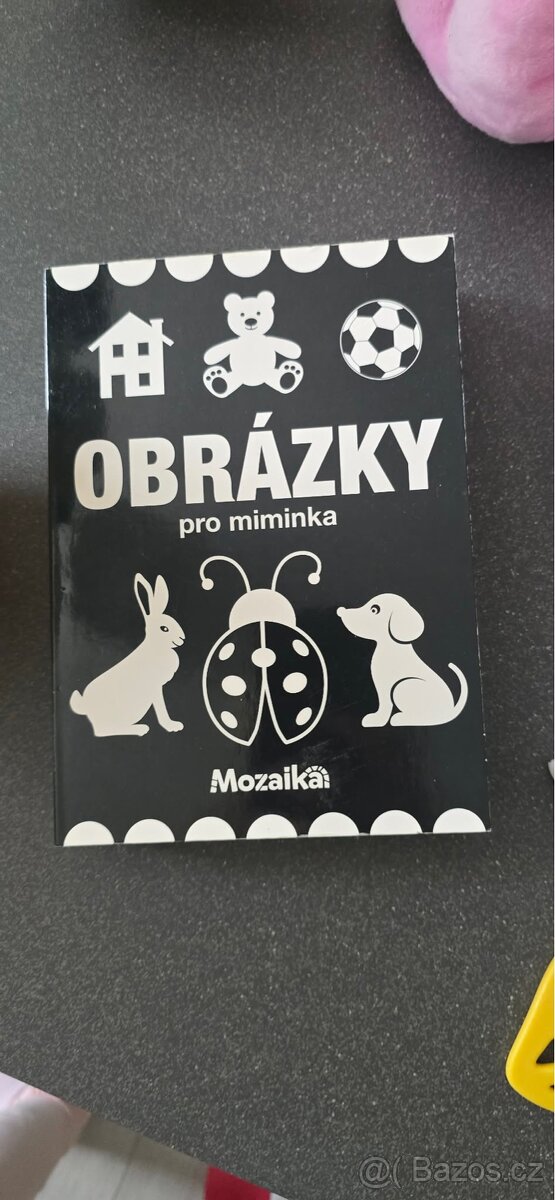 OBRÁZKY
pro miminka
Mozaika
@( Bazos.cz